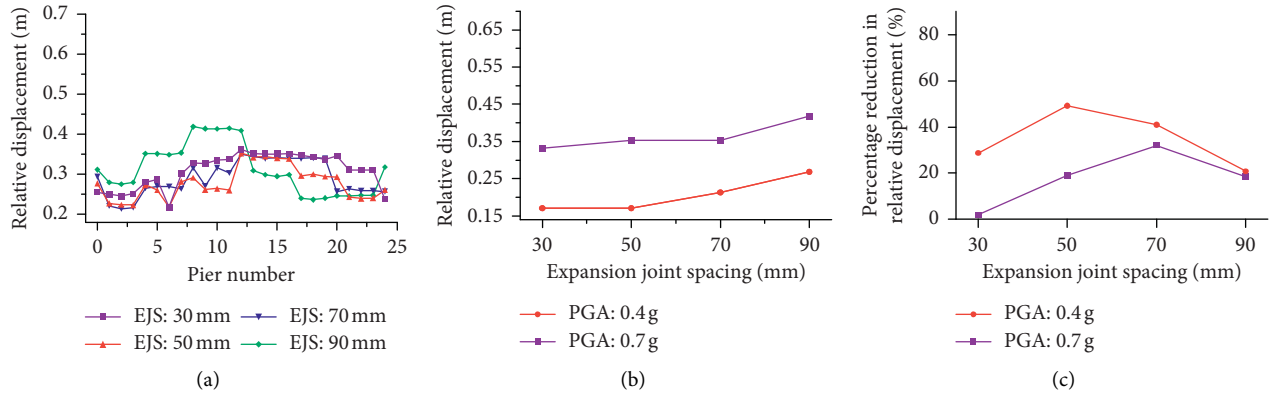 Relative displacement (m)
0.7
0.6
0.5
0.4
0.3
0.2
0
5
10
15
20
25
Pier number
EJS: 30 mm
EJS: 70 mm
EJS: 50 mm
EJS: 90 mm
(a)
Relative displacement (m)
0.65
0.55
0.45
0.35
0.25
0.15
30
50
70
90
Expansion joint spacing (mm)
PGA: 0.4 g
PGA: 0.7 g
(b)
Percentage reduction in
relative displacement (%)
80
60
40
20
0
30
50
70
90
Expansion joint spacing (mm)
PGA: 0.4 g
PGA: 0.7 g
(c)